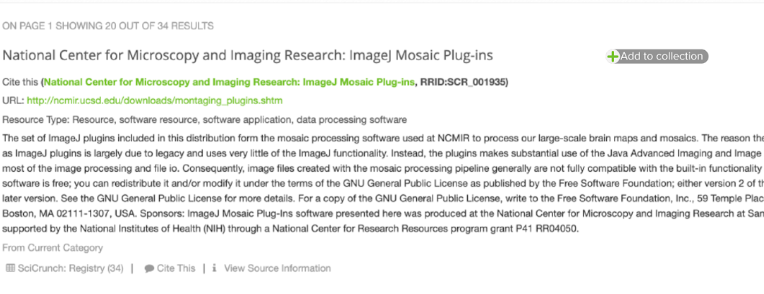 ON PAGE 1 SHOWING 20 OUT OF 34 RESULTS
National Center for Microscopy and Imaging Research: ImageJ Mosaic Plug-ins
Add to collection
Cite this (National Center for Microscopy and Imaging Research: ImageJ Mosaic Plug-ins, RRID:SCR_001935)
URL: http://ncmir.ucsd.edu/downloads/montaging_plugins.shtm
Resource Type: Resource, software resource, software application, data processing software
The set of ImageJ plugins included in this distribution form the mosaic processing software used at NCMIR to process our large-scale brain maps and mosaics. The reason the
as ImageJ plugins is largely due to legacy and uses very little of the ImageJ functionality. Instead, the plugins makes substantial use of the Java Advanced Imaging and Image
most of the image processing and file io. Consequently, image files created with the mosaic processing pipeline generally are not fully compatible with the built-in functionality
software is free; you can redistribute it and/or modify it under the terms of the GNU General Public License as published by the Free Software Foundation; either version 2 of th
later version. See the GNU General Public License for more details. For a copy of the GNU General Public License, write to the Free Software Foundation, Inc., 59 Temple Plac
Boston, MA 02111-1307, USA. Sponsors: ImageJ Mosaic Plug-Ins software presented here was produced at the National Center for Microscopy and Imaging Research at San
supported by the National Institutes of Health (NIH) through a National Center for Research Resources program grant P41 RR04050.
From Current Category
SciCrunch: Registry (34) | Cite This | View Source Information